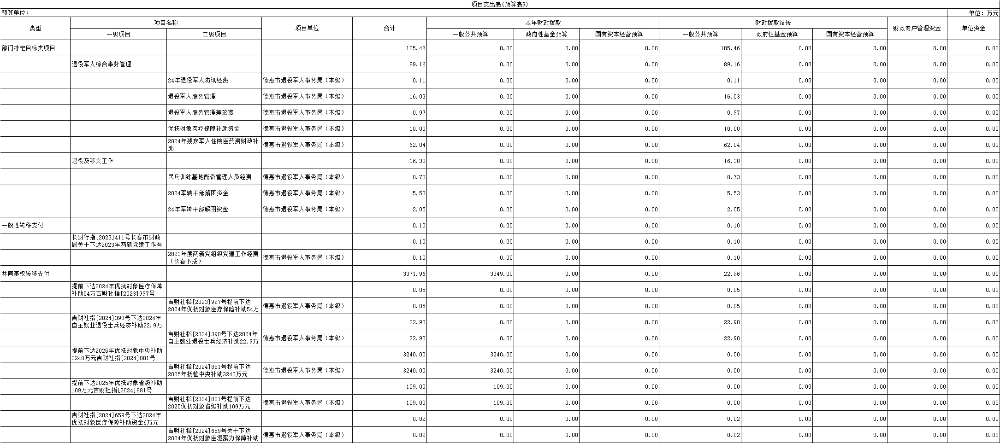 项目支出表(预算表9)
预算单位: 单位: 万元
类型 项目名称 项目单位 合计 本年财政拨款 财政拨款结转 财政专户管理资金 单位资金
一级项目 二级项目 一般公共预算 政府性基金预算 国有资本经营预算 一般公共预算 政府性基金预算 国有资本经营预算
部门特定目标类项目 105.46 0.00 0.00 0.00 105.46 0.00 0.00 0.00 0.00
退役军人综合事务管理 89.16 0.00 0.00 0.00 89.16 0.00 0.00 0.00 0.00
24年退役军人防讯经费 德惠市退役军人事务局（本级） 0.11 0.00 0.00 0.00 0.11 0.00 0.00 0.00 0.00
退役军人服务管理 德惠市退役军人事务局（本级） 16.03 0.00 0.00 0.00 16.03 0.00 0.00 0.00 0.00
退役军人服务管理差旅费 德惠市退役军人事务局（本级） 0.97 0.00 0.00 0.00 0.97 0.00 0.00 0.00 0.00
优抚对象医疗保障补助资金 德惠市退役军人事务局（本级） 10.00 0.00 0.00 0.00 10.00 0.00 0.00 0.00 0.00
2024年残疾军人住院医药费财政补
助 德惠市退役军人事务局（本级） 62.04 0.00 0.00 0.00 62.04 0.00 0.00 0.00 0.00
退役及移交工作 16.30 0.00 0.00 0.00 16.30 0.00 0.00 0.00 0.00
民兵训练基地配备管理人员经费 德惠市退役军人事务局（本级） 8.73 0.00 0.00 0.00 8.73 0.00 0.00 0.00 0.00
2024军转干部解困资金 德惠市退役军人事务局（本级） 5.53 0.00 0.00 0.00 5.53 0.00 0.00 0.00 0.00
24年军转干部解困资金 德惠市退役军人事务局（本级） 2.05 0.00 0.00 0.00 2.05 0.00 0.00 0.00 0.00
一般性转移支付 0.10 0.00 0.00 0.00 0.10 0.00 0.00 0.00 0.00
长财行指[2023]411号长春市财政
局关于下达2023年两新党建工作有 0.10 0.00 0.00 0.00 0.10 0.00 0.00 0.00 0.00
2023年度两新党组织党建工作经费
（长春下拨） 德惠市退役军人事务局（本级） 0.10 0.00 0.00 0.00 0.10 0.00 0.00 0.00 0.00
共同事权转移支付 3371.96 3349.00 0.00 0.00 22.96 0.00 0.00 0.00 0.00
提前下达2024年优抚对象医疗保障
补助54万吉财社指[2023]997号 0.05 0.00 0.00 0.00 0.05 0.00 0.00 0.00 0.00
吉财社指[2023]997号提前下达
2024年优抚对象医疗保险补助54万 德惠市退役军人事务局（本级） 0.05 0.00 0.00 0.00 0.05 0.00 0.00 0.00 0.00
吉财社指[2024]390号下达2024年
自主就业退役士兵经济补助22.9万 22.90 0.00 0.00 0.00 22.90 0.00 0.00 0.00 0.00
吉财社指[2024]390号下达2024年
自主就业退役士兵经济补助22.9万 德惠市退役军人事务局（本级） 22.90 0.00 0.00 0.00 22.90 0.00 0.00 0.00 0.00
提前下达2025年优抚对象中央补助
3240万元吉财社指[2024]881号 3240.00 3240.00 0.00 0.00 0.00 0.00 0.00 0.00 0.00
吉财社指[2024]881号提前下达
2025年抚恤中央补助3240万元 德惠市退役军人事务局（本级） 3240.00 3240.00 0.00 0.00 0.00 0.00 0.00 0.00 0.00
提前下达2025年优抚对象省级补助
109万元吉财社指[2024]881号 109.00 109.00 0.00 0.00 0.00 0.00 0.00 0.00 0.00
吉财社指[2024]881号提前下达
2025优抚对象省级补助109万元 德惠市退役军人事务局（本级） 109.00 109.00 0.00 0.00 0.00 0.00 0.00 0.00 0.00
吉财社指[2024]659号下达2024年
优抚对象医疗保障补助资金6万元 0.02 0.00 0.00 0.00 0.02 0.00 0.00 0.00 0.00
吉财社指[2024]659号关于下达
2024年优抚对象医凝聚力保障补助 德惠市退役军人事务局（本级） 0.02 0.00 0.00 0.00 0.02 0.00 0.00 0.00 0.00